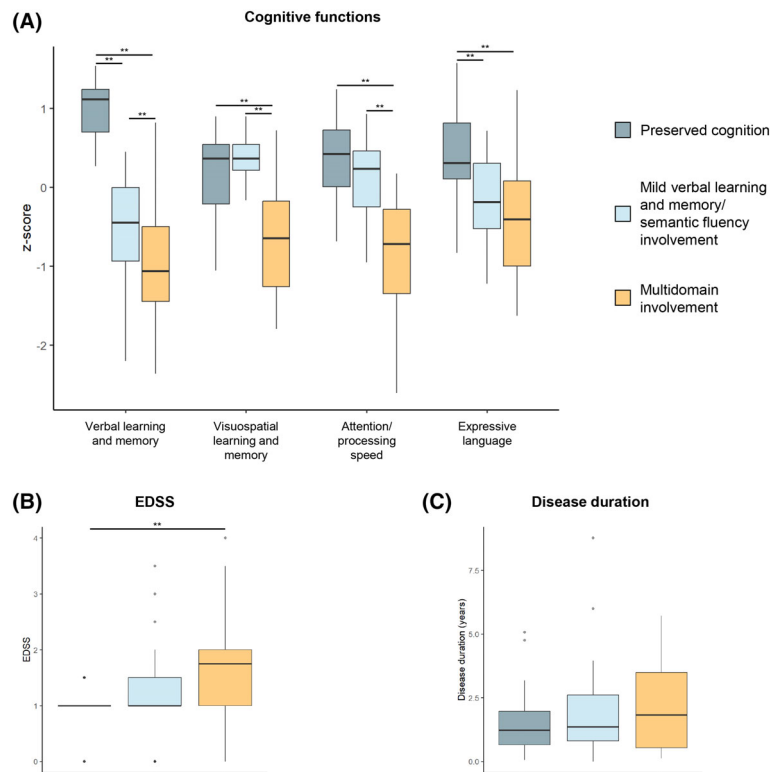 (A)
Cognitive functions
**
**
**
**
**
**
**
**
**
1
0
-1
-2
z-score
Verbal learning
and memory
Visuospatial
learning and
memory
Attention/
processing
speed
Expressive
language
Preserved cognition
Mild verbal learning
and memory/
semantic fluency
involvement
Multidomain
involvement
(B)
EDSS
**
4
3
2
1
0
EDSS
(C)
Disease duration
7.5
5.0
2.5
0.0
Disease duration (years)